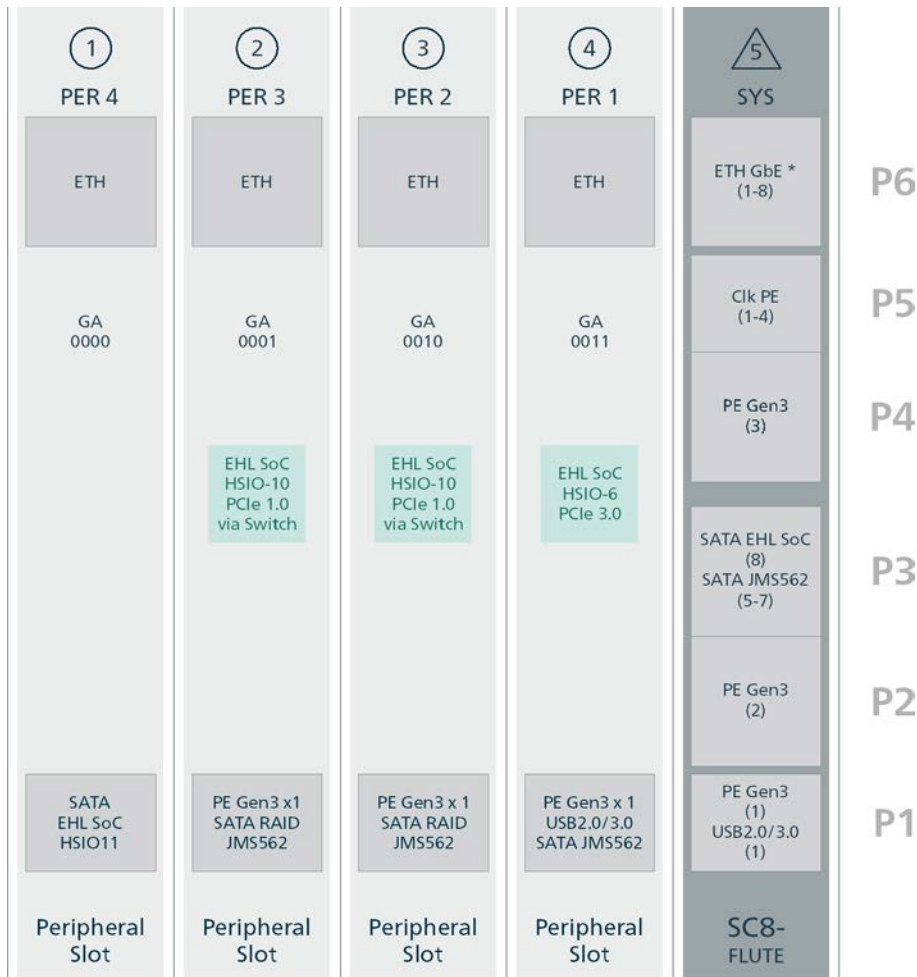 1
PER 4
ETH
GA
0000
SATA
EHL SoC
HSIO11
Peripheral
Slot
2
PER 3
ETH
GA
0001
EHL SoC
HSIO-10
PCIe 1.0
via Switch
PE Gen3 x1
SATA RAID
JMS562
Peripheral
Slot
3
PER 2
ETH
GA
0010
EHL SoC
HSIO-10
PCIe 1.0
via Switch
PE Gen3 x 1
SATA RAID
JMS562
Peripheral
Slot
4
PER 1
ETH
GA
0011
EHL SoC
HSIO-6
PCIe 3.0
PE Gen3 x 1
USB2.0/3.0
SATA JMS562
Peripheral
Slot
5
SYS
ETH GbE *
(1-8)
Clk PE
(1-4)
PE Gen3
(3)
SATA EHL SoC
(8)
SATA JMS562
(5-7)
PE Gen3
(2)
PE Gen3
(1)
USB2.0/3.0
(1)
SC8-
FLUTE
P6
P5
P4
P3
P2
P1